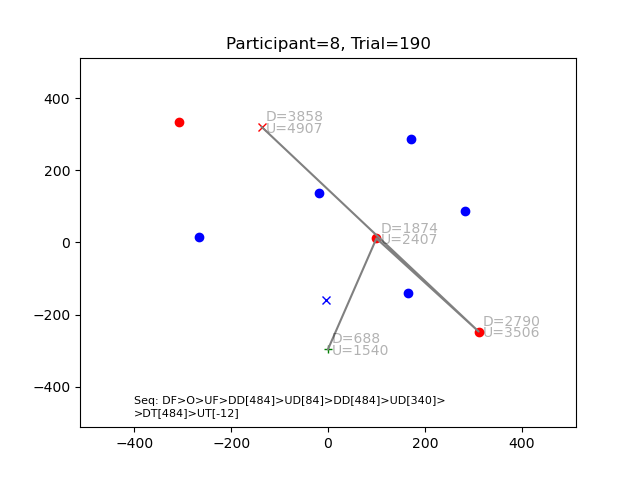 Participant=8, Trial=190
400
200
0
−200
−400
D=3858
U=4907
D=1874
U=2407
D=2790
U=3506
D=688
U=1540
Seq: DF>O>UF>DD[484]>UD[84]>DD[484]>UD[340]>
>DT[484]>UT[-12]
−400 −200 0 200 400